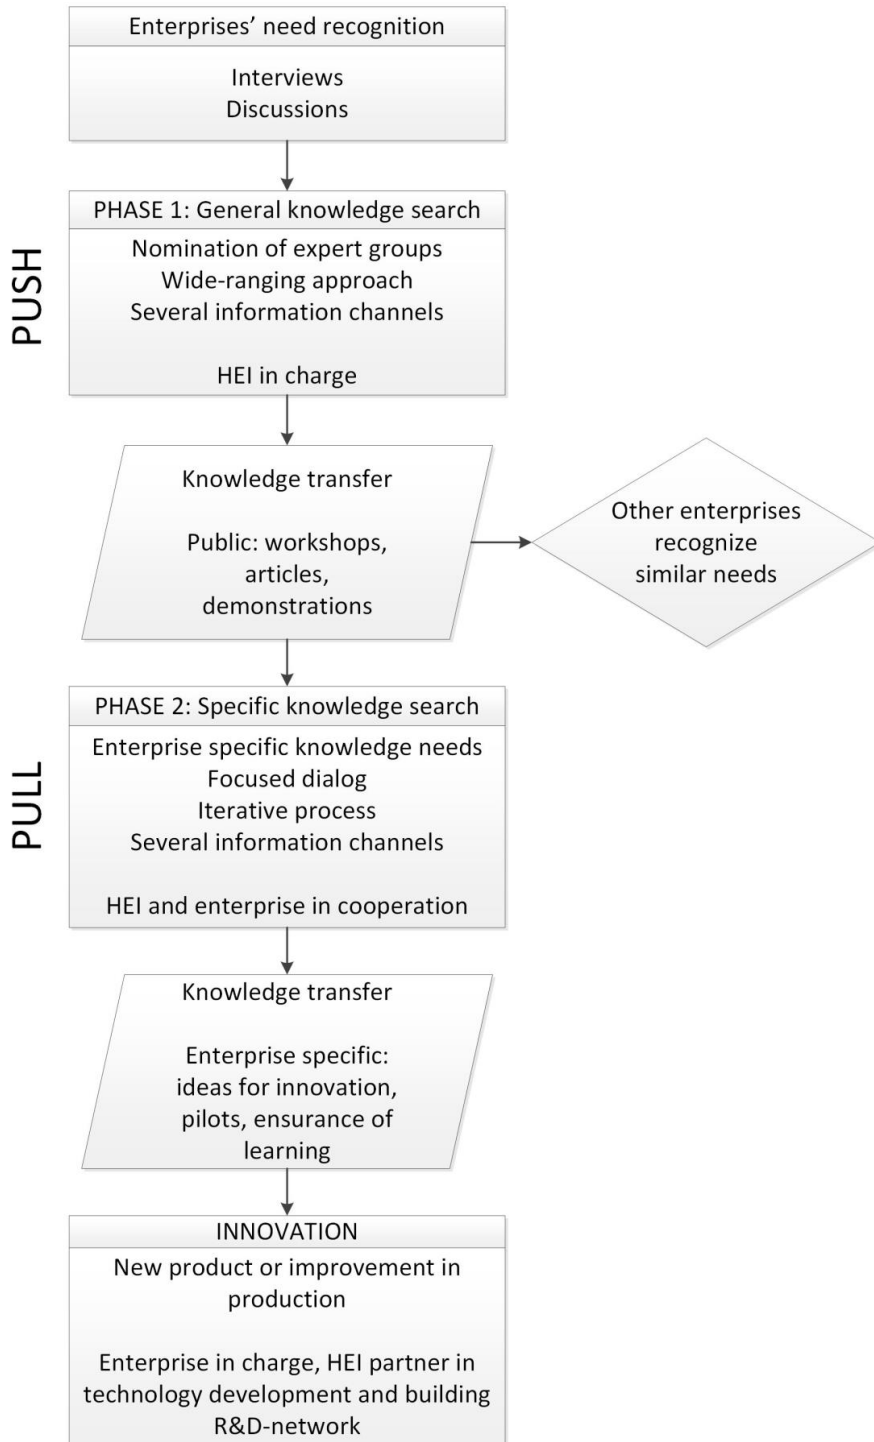 Enterprises’ need recognition
Interviews
Discussions
PUSH
PHASE 1: General knowledge search
Nomination of expert groups
Wide-ranging approach
Several information channels
HEI in charge
Knowledge transfer
Public: workshops,
articles,
demonstrations
Other enterprises
recognize
similar needs
PULL
PHASE 2: Specific knowledge search
Enterprise specific knowledge needs
Focused dialog
Iterative process
Several information channels
HEI and enterprise in cooperation
Knowledge transfer
Enterprise specific:
ideas for innovation,
pilots, ensurance of
learning
INNOVATION
New product or improvement in
production
Enterprise in charge, HEI partner in
technology development and building
R&D-network